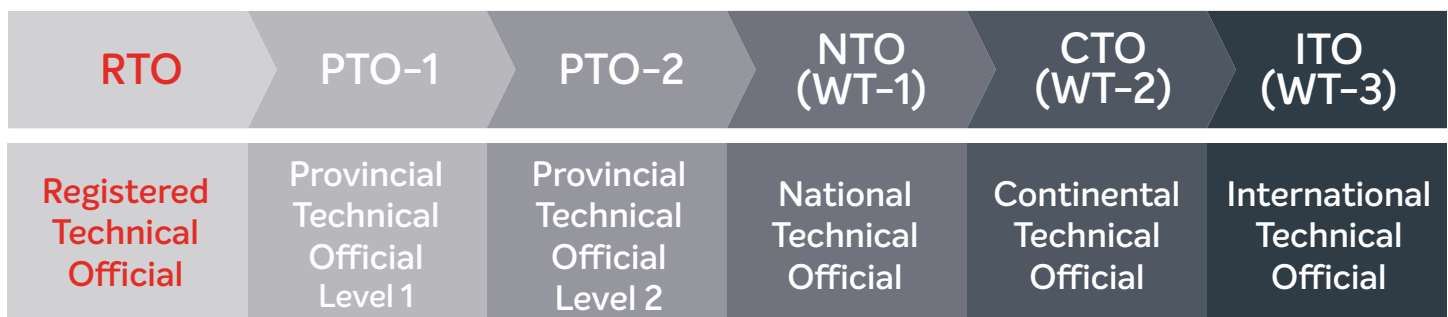 RTO
PTO-1
PTO-2
NTO
(WT-1)
CTO
(WT-2)
ITO
(WT-3)
Registered
Technical
Official
Provincial
Technical
Official
Level 1
Provincial
Technical
Official
Level 2
National
Technical
Official
Continental
Technical
Official
International
Technical
Official